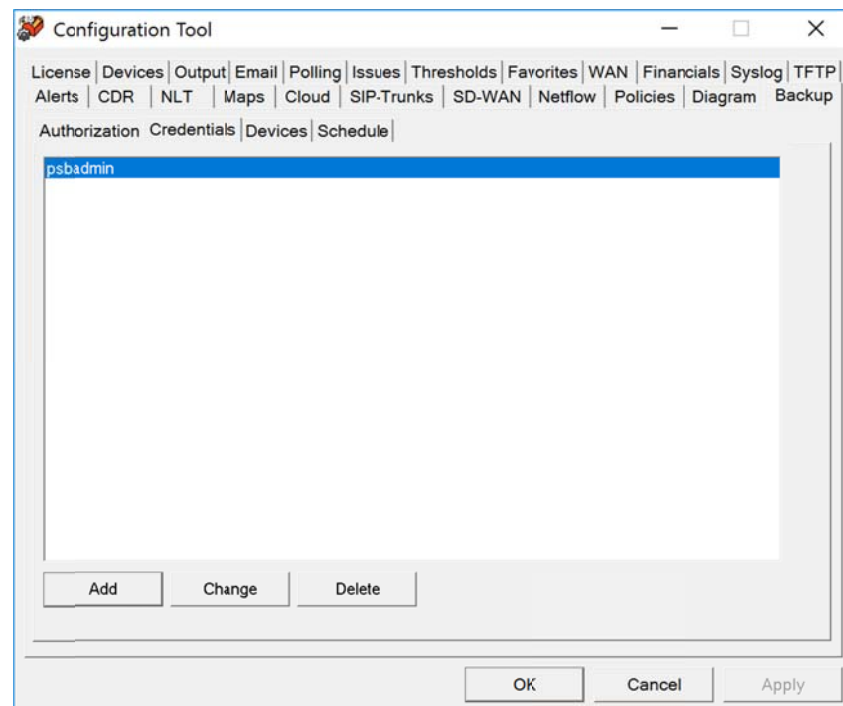 Configuration Tool
License Devices Output Email Polling Issues Thresholds Favorites WAN Financials Syslog TFTP
Alerts CDR NLT Maps Cloud SIP-Trunks SD-WAN Netflow Policies Diagram Backup
Authorization Credentials Devices Schedule
psbadmin
Add Change Delete
OK Cancel Apply